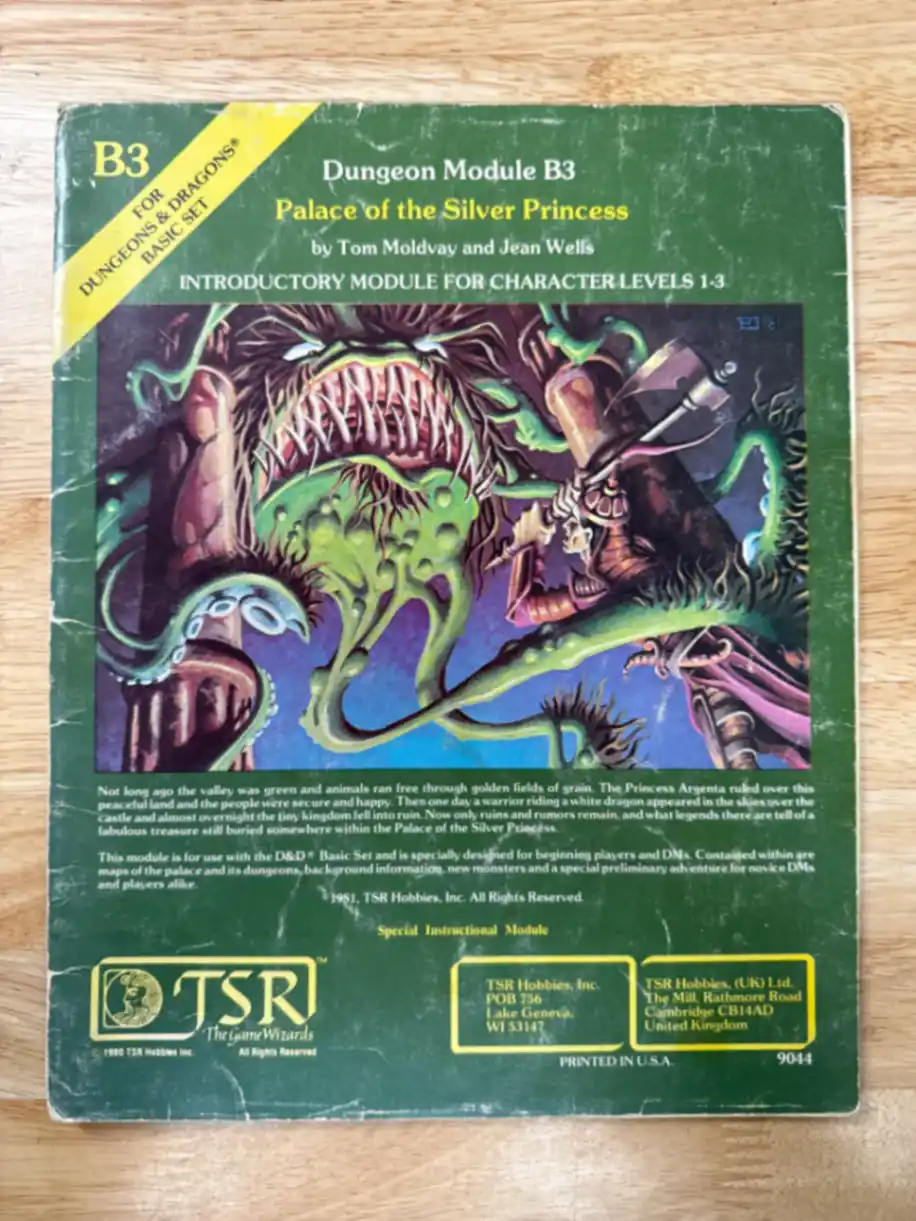 B3
FOR
DUNGEONS & DRAGONS®
BASIC SET
Dungeon Module B3
Palace of the Silver Princess
by Tom Moldvay and Jean Wells
INTRODUCTORY MODULE FOR CHARACTER LEVELS 1-3
Not long ago the valley was green and animals ran free through golden fields of grain. The Princess Argenta ruled over this
peaceful land and the people were secure and happy. Then one day a warrior riding a white dragon appeared in the skies over the
castle and almost overnight the tiny kingdom fell into ruin. Now only ruins and rumors remain, and what legends there are tell of a
fabulous treasure still buried somewhere within the Palace of the Silver Princess.
This module is for use with the D&D® Basic Set and is specially designed for beginning players and DMs. Contained within are
maps of the palace and its dungeons, background information, new monsters and a special preliminary adventure for novice DMs
and players alike.
©1981, TSR Hobbies, Inc. All Rights Reserved.
Special Instructional Module
TSR™
The Game Wizards
© 1980 TSR Hobbies Inc. All Rights Reserved
TSR Hobbies, Inc.
POB 756
Lake Geneva,
WI 53147
TSR Hobbies, (UK) Ltd.
The Mill, Rathmore Road
Cambridge CB14AD
United Kingdom
PRINTED IN U.S.A.
9044